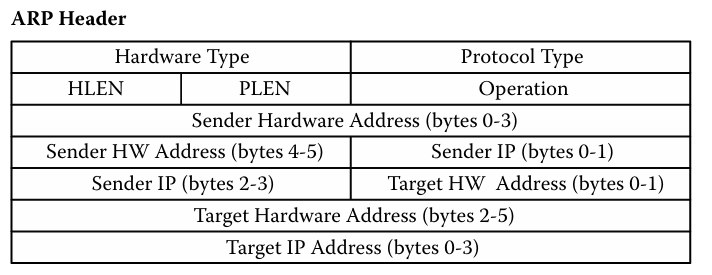 ARP Header
Hardware Type Protocol Type
HLEN PLEN Operation
Sender Hardware Address (bytes 0-3)
Sender HW Address (bytes 4-5) Sender IP (bytes 0-1)
Sender IP (bytes 2-3) Target HW Address (bytes 0-1)
Target Hardware Address (bytes 2-5)
Target IP Address (bytes 0-3)